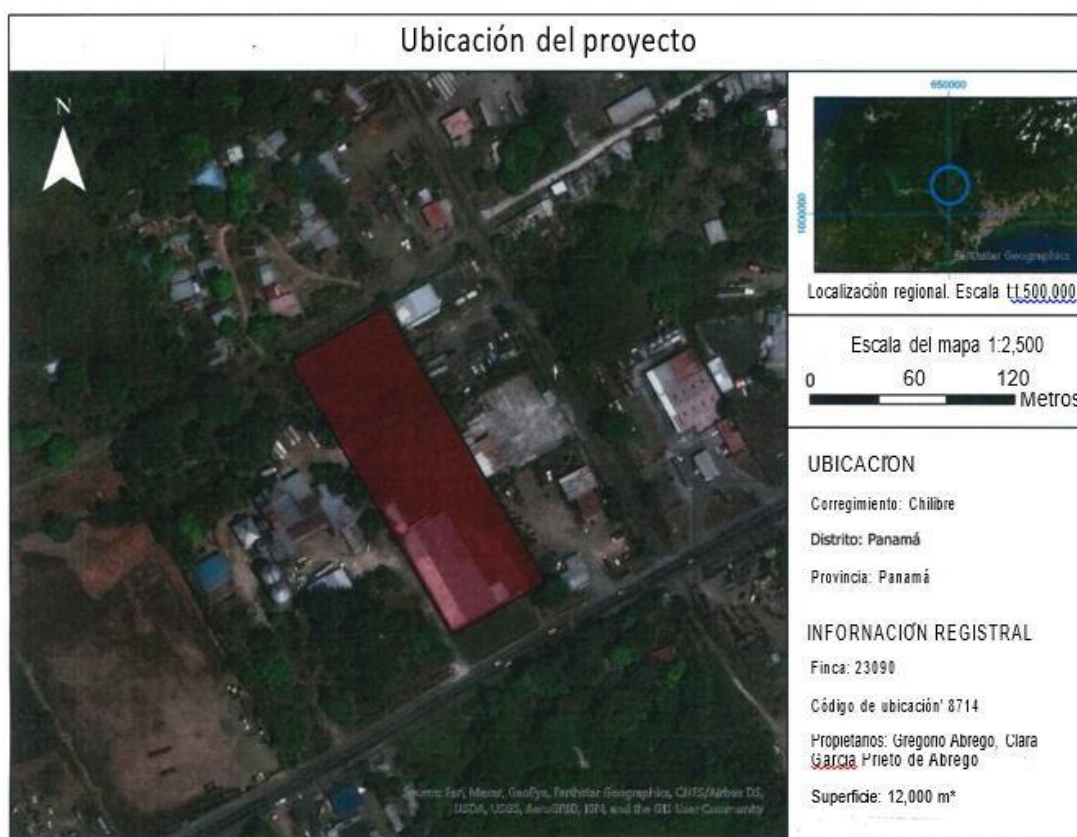 Ubicación del proyecto
N
650000
1000000
Earthstar Geographics
Localización regional. Escala 1:1.500,000
Escala del mapa 1:2,500
0 60 120
Metros
UBICACION
Corregimiento: Chilibre
Distrito: Panamá
Provincia: Panamá
INFORNACIÓN REGISTRAL
Finca: 23090
Código de ubicación' 8714
Propietarios: Gregorio Abrego, Clara
Garcia Prieto de Abrego
Superficie: 12,000 m*
Source: Esri, Maxar, GeoEye, Earthstar Geographics, CNES/Airbus DS,
USDA, USGS, AeroGRID, IGN, and the GIS User Community